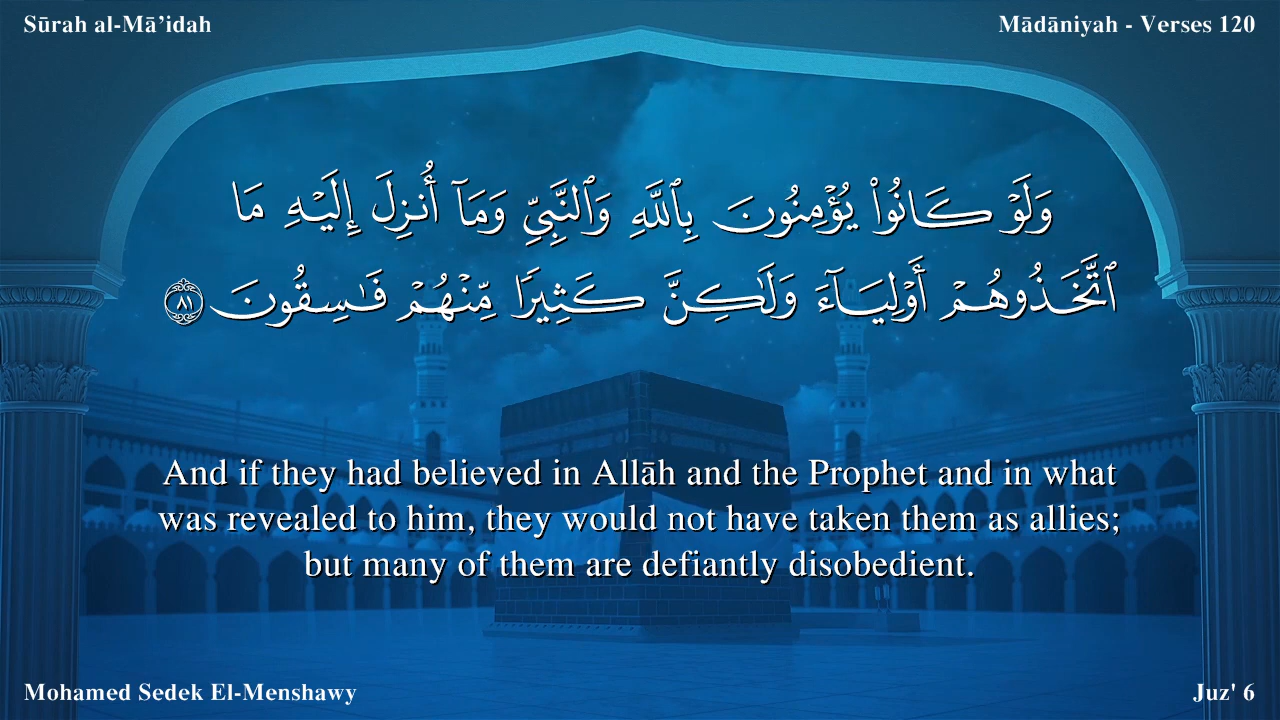 Sūrah al-Mā’idah
Mādāniyah - Verses 120
وَلَوْ كَانُوا۟ يُؤْمِنُونَ بِٱللَّهِ وَٱلنَّبِىِّ وَمَآ أُنزِلَ إِلَيْهِ مَا
ٱتَّخَذُوهُمْ أَوْلِيَآءَ وَلَـٰكِنَّ كَثِيرًا مِّنْهُمْ فَـٰسِقُونَ ٨١
And if they had believed in Allāh and the Prophet and in what
was revealed to him, they would not have taken them as allies;
but many of them are defiantly disobedient.
Mohamed Sedek El-Menshawy
Juz' 6